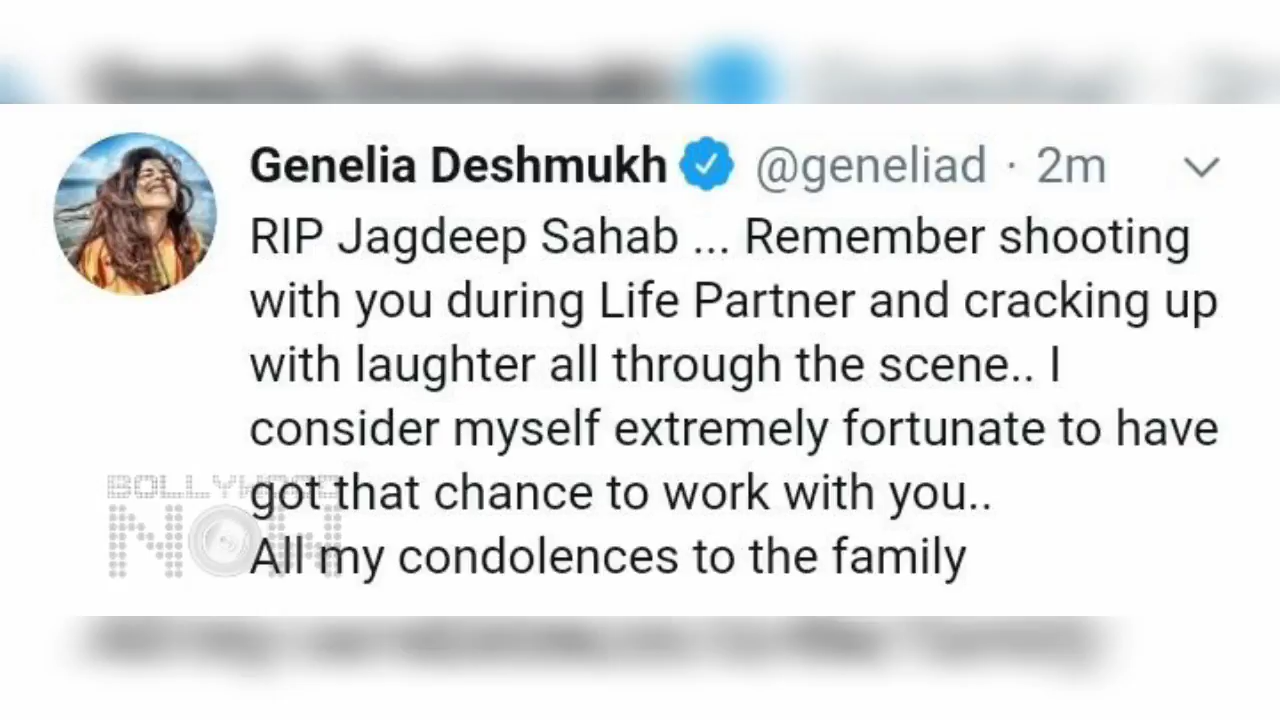 Genelia Deshmukh @geneliad · 2m
RIP Jagdeep Sahab ... Remember shooting
with you during Life Partner and cracking up
with laughter all through the scene.. I
consider myself extremely fortunate to have
got that chance to work with you..
All my condolences to the family
BOLLYWOOD
NOW